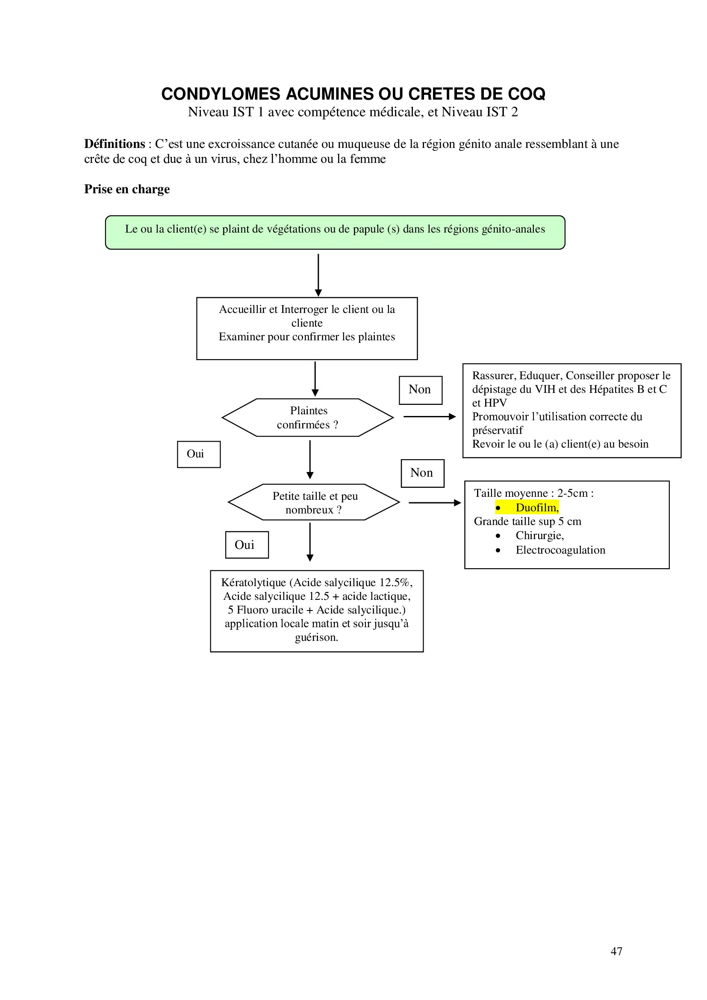 CONDYLOMES ACUMINES OU CRETES DE COQ
Niveau IST 1 avec compétence médicale, et Niveau IST 2
Définitions : C’est une excroissance cutanée ou muqueuse de la région génito anale ressemblant à une
crête de coq et due à un virus, chez l’homme ou la femme
Prise en charge
Le ou la client(e) se plaint de végétations ou de papule (s) dans les régions génito-anales
Accueillir et Interroger le client ou la
cliente
Examiner pour confirmer les plaintes
Plaintes
confirmées ?
Non
Rassurer, Eduquer, Conseiller proposer le
dépistage du VIH et des Hépatites B et C
et HPV
Promouvoir l’utilisation correcte du
préservatif
Revoir le ou le (a) client(e) au besoin
Oui
Petite taille et peu
nombreux ?
Non
Taille moyenne : 2-5cm :
• Duofilm,
Grande taille sup 5 cm
• Chirurgie,
• Electrocoagulation
Oui
Kératolytique (Acide salycilique 12.5%,
Acide salycilique 12.5 + acide lactique,
5 Fluoro uracile + Acide salycilique.)
application locale matin et soir jusqu’à
guérison.
47